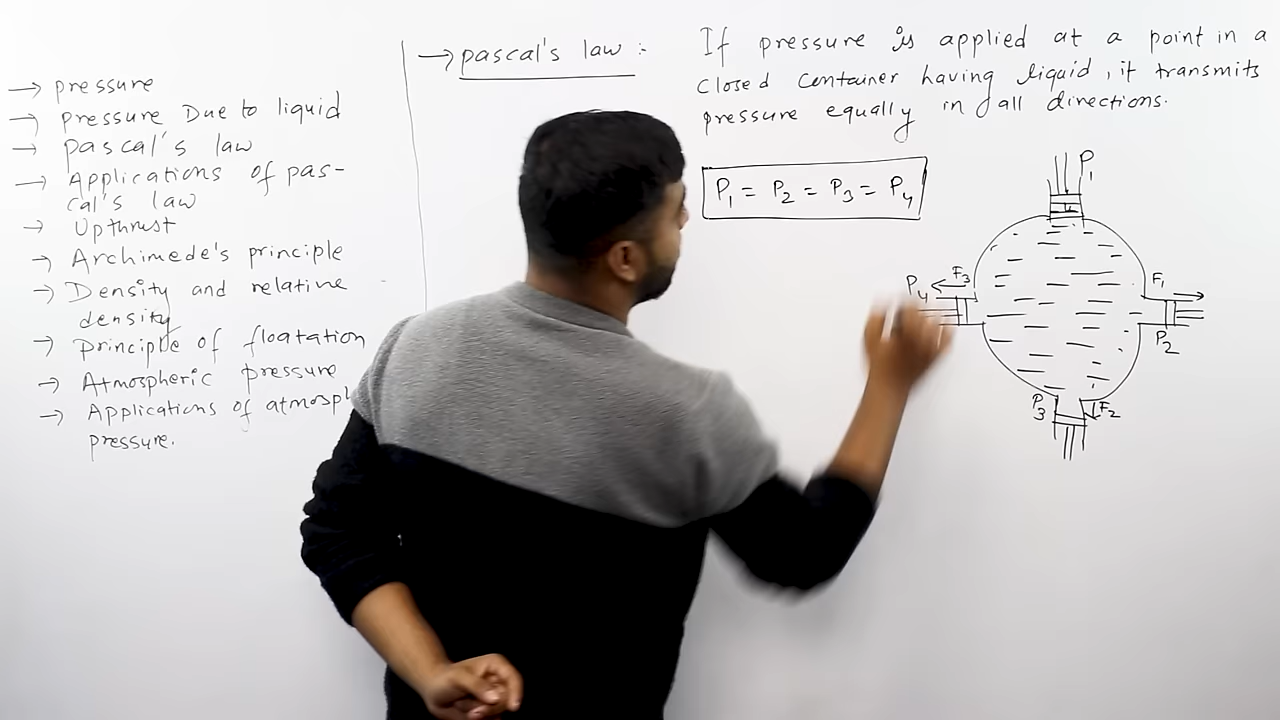 → pressure
→ pressure Due to liquid
→ pascal's law
→ Applications of pas-
cal's law
→ Upthrust
→ Archimede's principle
→ Density and relative
density
→ principle of floatation
→ Atmospheric pressure
→ Applications of atmosph
pressure.
→ pascal's law :-
If pressure is applied at a point in a
closed container having liquid, it transmits
pressure equally in all directions.
P1 = P2 = P3 = P4
P1
P4
F3
F1
P2
P3
F2